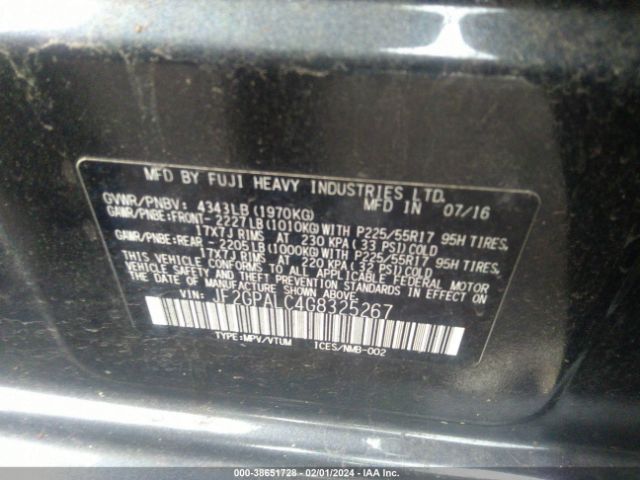 MFD BY FUJI HEAVY INDUSTRIES LTD.
GVWR/PNBV: 4343LB (1970KG) MFD IN 07/16
GAWR/PNBE:FRONT- 2227LB(1010KG)WITH P225/55R17 95H TIRES,
17X7J RIMS AT 230 KPA (33 PSI)COLD
GAWR/PNBE:REAR - 2205LB(1000KG)WITH P225/55R17 95H TIRES,
17X7J RIMS AT 220 KPA (32 PSI)COLD
THIS VEHICLE CONFORMS TO ALL APPLICABLE FEDERAL MOTOR
VEHICLE SAFETY, BUMPER, AND THEFT PREVENTION STANDARDS IN EFFECT
ON THE DATE OF MANUFACTURE SHOWN ABOVE.
VIN: JF2GPALC4G8325267
TYPE:MPV/VTUM ICES/NMB-002
000-38651728 - 02/01/2024 - IAA Inc.